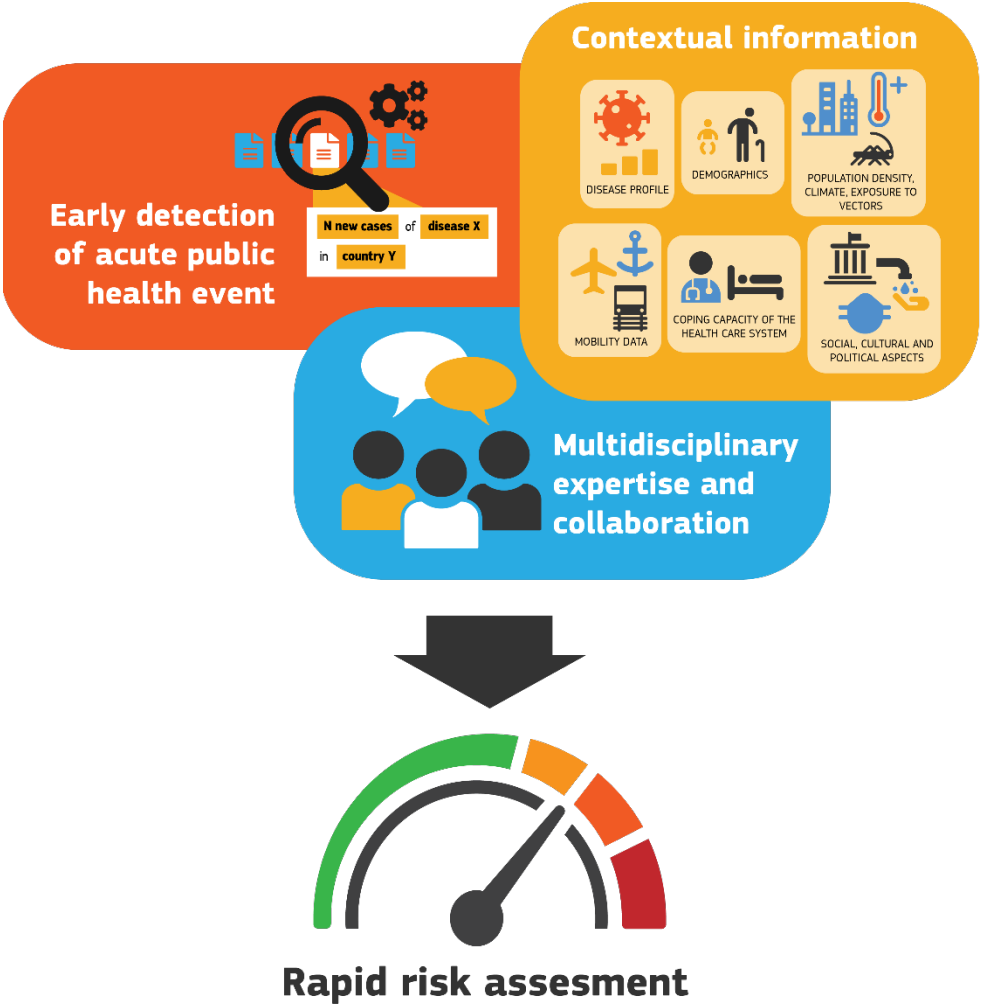 Contextual information
DISEASE PROFILE
DEMOGRAPHICS
POPULATION DENSITY,
CLIMATE, EXPOSURE TO
VECTORS
MOBILITY DATA
COPING CAPACITY OF THE
HEALTH CARE SYSTEM
SOCIAL, CULTURAL AND
POLITICAL ASPECTS
Early detection
of acute public
health event
N new cases of disease X
in country Y
Multidisciplinary
expertise and
collaboration
Rapid risk assesment